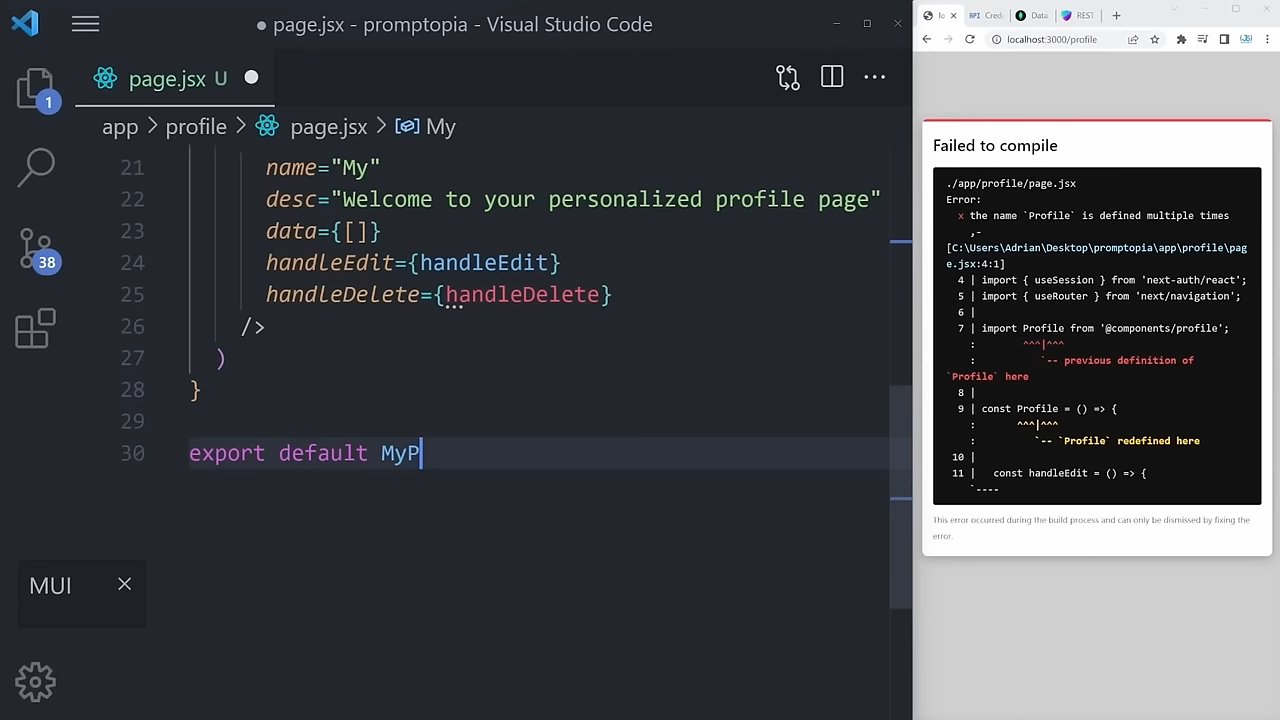 ● page.jsx - promptopia - Visual Studio Code
page.jsx U
app > profile > page.jsx > My
21 name="My"
22 desc="Welcome to your personalized profile page"
23 data={[]}
24 handleEdit={handleEdit}
25 handleDelete={handleDelete}
26 />
27 )
28 }
29
30 export default MyP
1
38
MUI
API Cred
Data
REST
localhost:3000/profile
Failed to compile
./app/profile/page.jsx
Error:
x the name `Profile` is defined multiple times
,-
[C:\Users\Adrian\Desktop\promptopia\app\profile\pag
e.jsx:4:1]
4 | import { useSession } from 'next-auth/react';
5 | import { useRouter } from 'next/navigation';
6 |
7 | import Profile from '@components/profile';
: ^^^|^^^
: `-- previous definition of
`Profile` here
8 |
9 | const Profile = () => {
: ^^^|^^^
: `-- `Profile` redefined here
10 |
11 | const handleEdit = () => {
`----
This error occurred during the build process and can only be dismissed by fixing the
error.